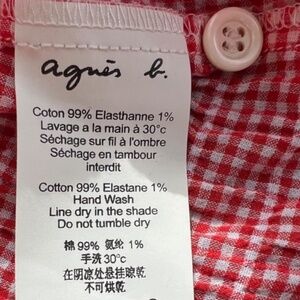 agnès b.
Coton 99% Elasthanne 1%
Lavage a la main à 30°c
Séchage sur fil à l'ombre
Séchage en tambour
interdit
Cotton 99% Elastane 1%
Hand Wash
Line dry in the shade
Do not tumble dry
棉 99% 氨纶 1%
手洗 30°c
在阴凉处悬挂晾乾
不可烘乾